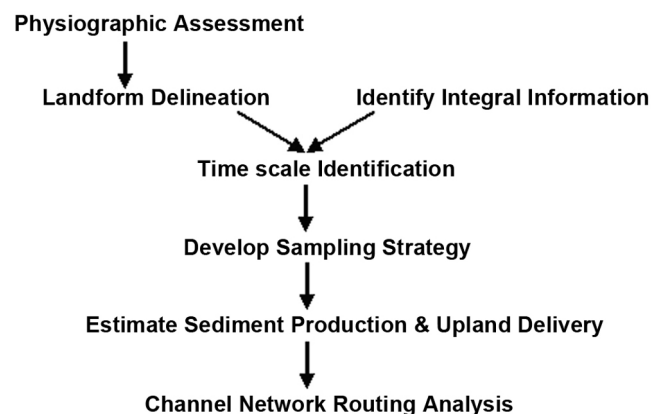 Physiographic Assessment
Landform Delineation
Identify Integral Information
Time scale Identification
Develop Sampling Strategy
Estimate Sediment Production & Upland Delivery
Channel Network Routing Analysis